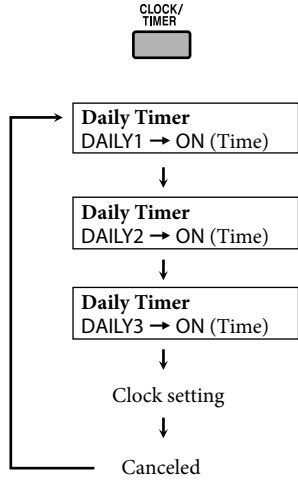 CLOCK/
TIMER
Daily Timer
DAILY1 → ON (Time)
Daily Timer
DAILY2 → ON (Time)
Daily Timer
DAILY3 → ON (Time)
Clock setting
Canceled